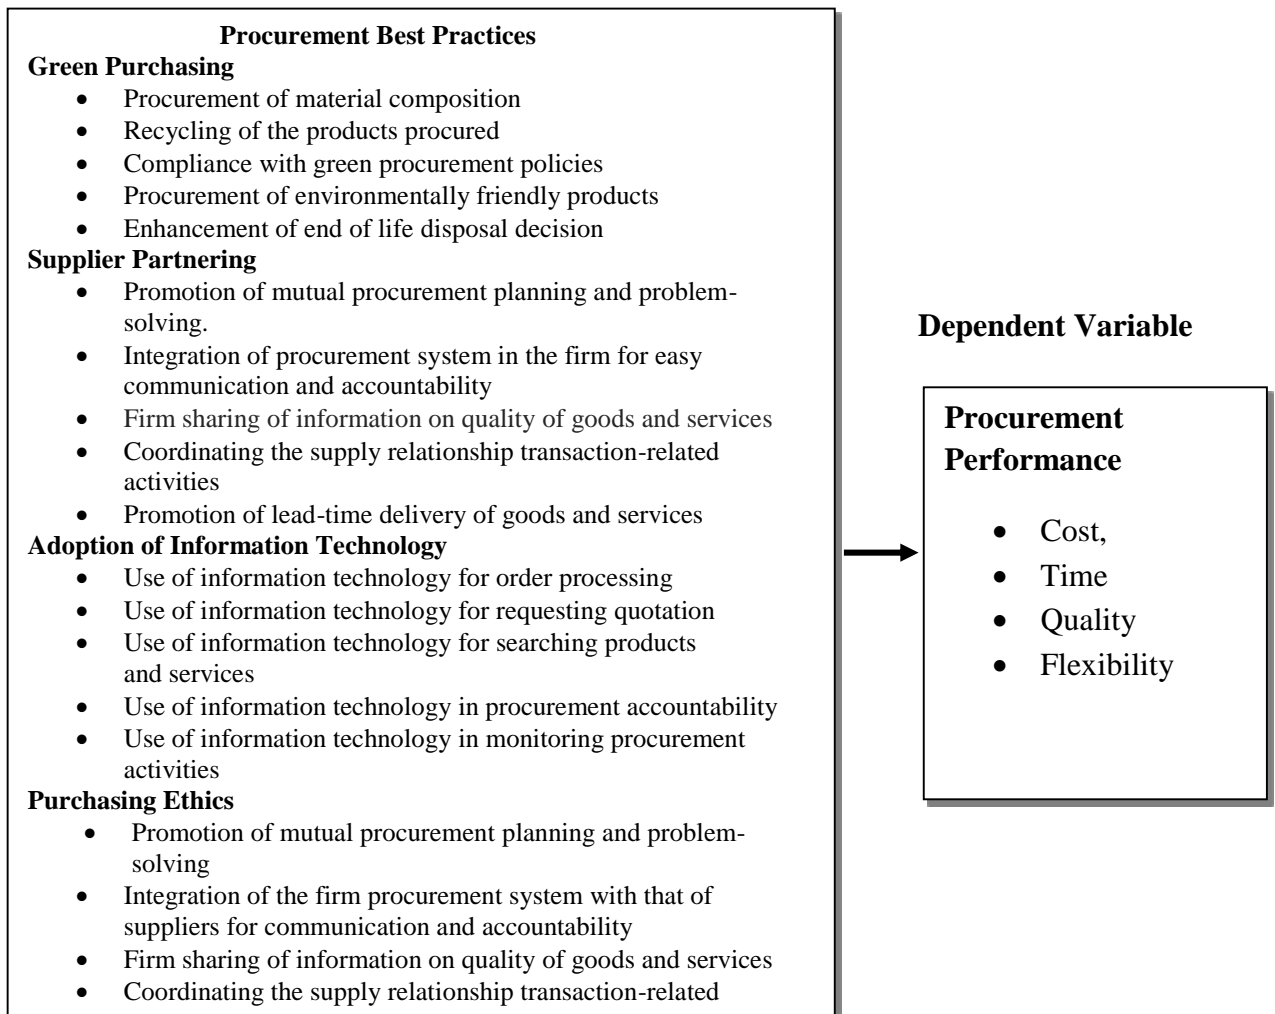 Procurement Best Practices
Green Purchasing
• Procurement of material composition
• Recycling of the products procured
• Compliance with green procurement policies
• Procurement of environmentally friendly products
• Enhancement of end of life disposal decision
Supplier Partnering
• Promotion of mutual procurement planning and problem-
solving.
• Integration of procurement system in the firm for easy
communication and accountability
• Firm sharing of information on quality of goods and services
• Coordinating the supply relationship transaction-related
activities
• Promotion of lead-time delivery of goods and services
Adoption of Information Technology
• Use of information technology for order processing
• Use of information technology for requesting quotation
• Use of information technology for searching products
and services
• Use of information technology in procurement accountability
• Use of information technology in monitoring procurement
activities
Purchasing Ethics
• Promotion of mutual procurement planning and problem-
solving
• Integration of the firm procurement system with that of
suppliers for communication and accountability
• Firm sharing of information on quality of goods and services
• Coordinating the supply relationship transaction-related
Dependent Variable
Procurement
Performance
• Cost,
• Time
• Quality
• Flexibility